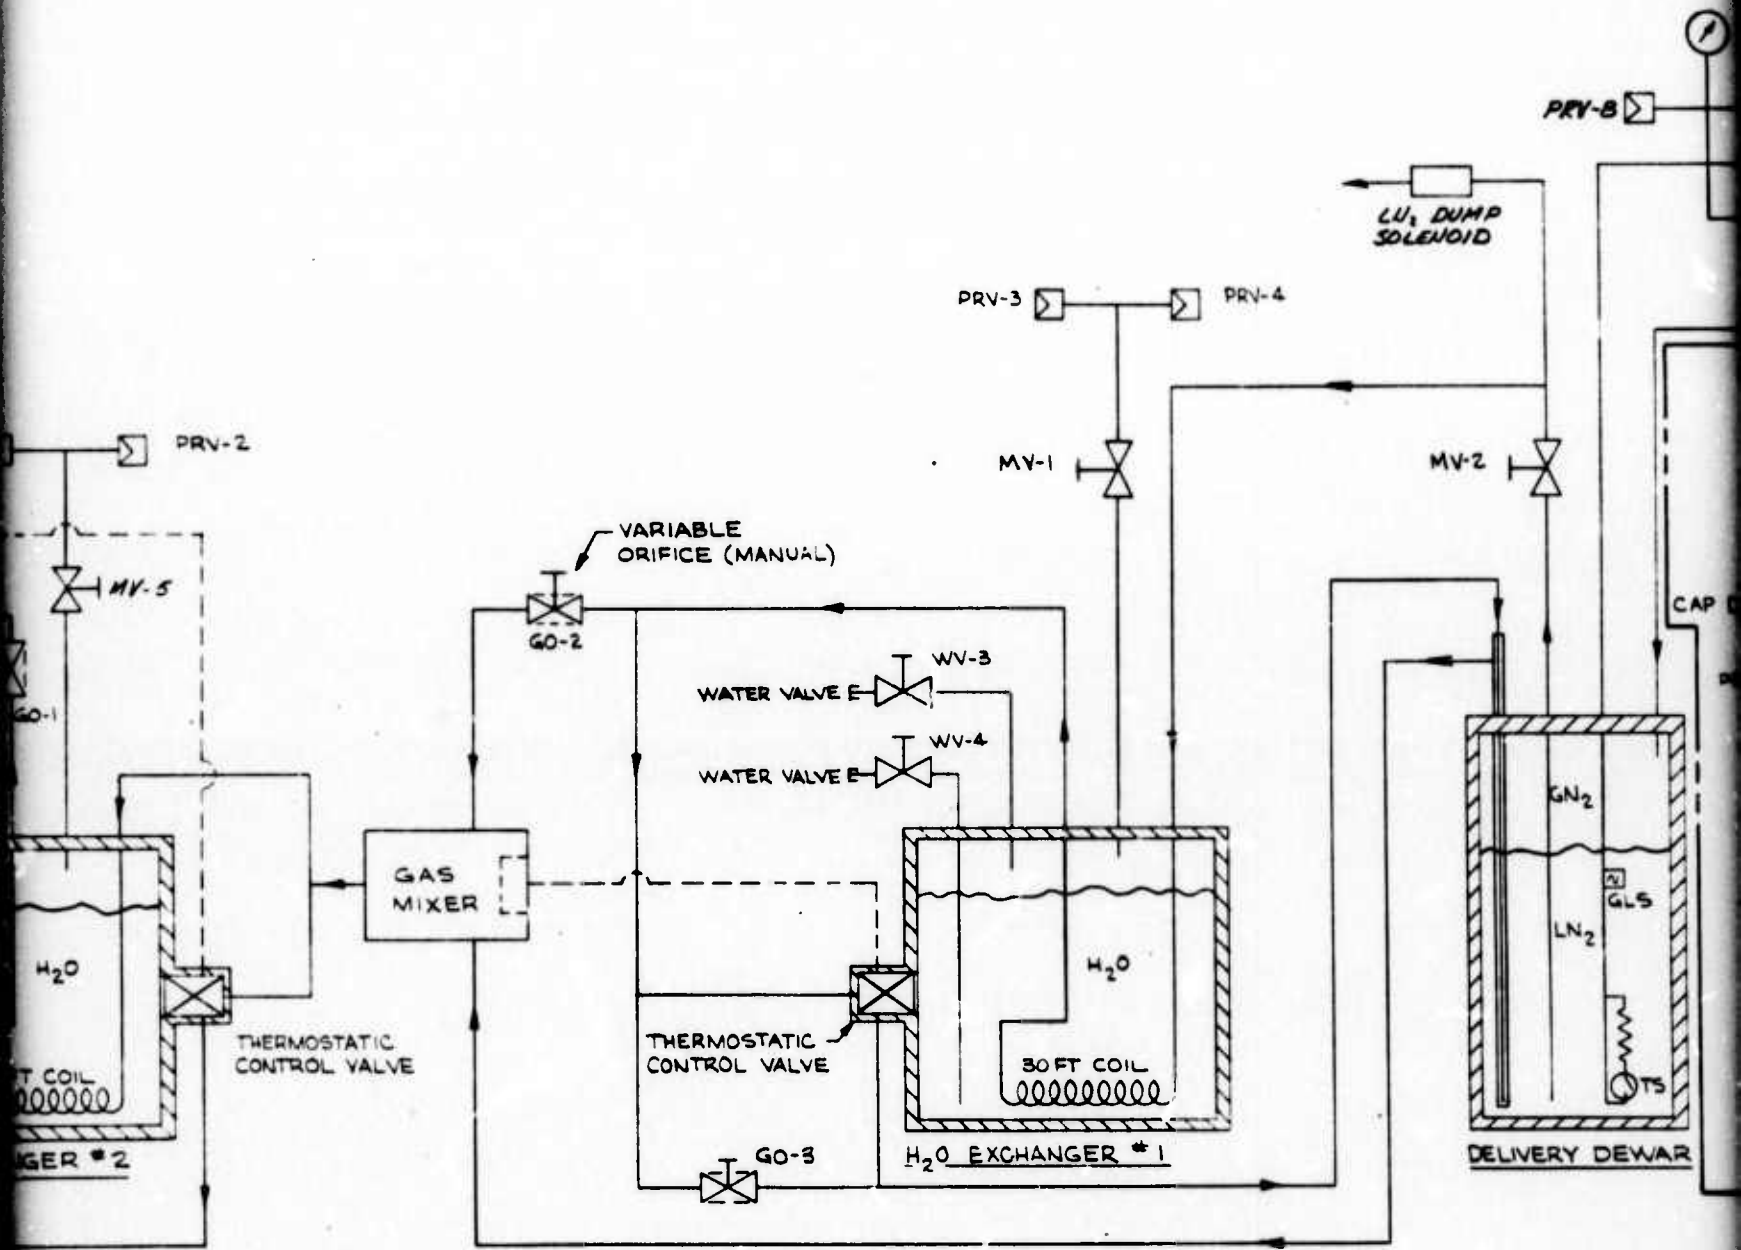 PRV-8
LN₂ DUMP
SOLENOID
PRV-3
PRV-4
PRV-2
MV-1
MV-2
VARIABLE
ORIFICE (MANUAL)
MV-5
CAP
GO-2
WV-3
WATER VALVE
GO-1
WV-4
WATER VALVE
GN₂
GAS
MIXER
GLS
LN₂
H₂O
H₂O
THERMOSTATIC
CONTROL VALVE
THERMOSTATIC
CONTROL VALVE
30 FT COIL
FT COIL
TS
GO-3
NGER #2
H₂O EXCHANGER #1
DELIVERY DEWAR